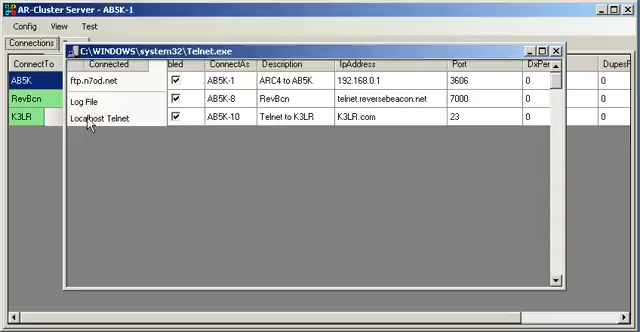 AR-Cluster Server - AB5K-1
Config View Test
Connections
C:\WINDOWS\system32\Telnet.exe
ConnectTo Connected bled ConnectAs Description IpAddress Port DxPer DupesF
AB5K ftp.n7od.net AB5K-1 ARC4 to AB5K 192.168.0.1 3606 0 0
RevBcn Log File AB5K-8 RevBcn telnet.reversebeacon.net 7000 0 0
K3LR Localhost Telnet AB5K-10 Telnet to K3LR K3LR.com 23 0 0